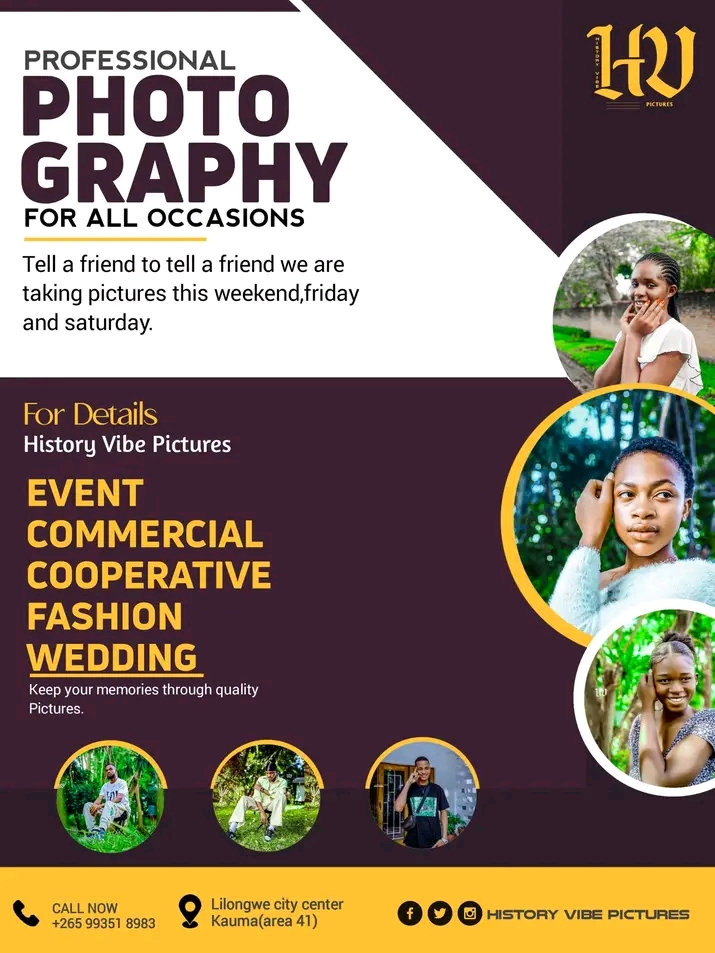 PROFESSIONAL
PHOTO
GRAPHY
FOR ALL OCCASIONS
Tell a friend to tell a friend we are
taking pictures this weekend,friday
and saturday.
HV
HISTORY VIBE
PICTURES
For Details
History Vibe Pictures
EVENT
COMMERCIAL
COOPERATIVE
FASHION
WEDDING
Keep your memories through quality
Pictures.
CALL NOW
+265 99351 8983
Lilongwe city center
Kauma(area 41)
HISTORY VIBE PICTURES